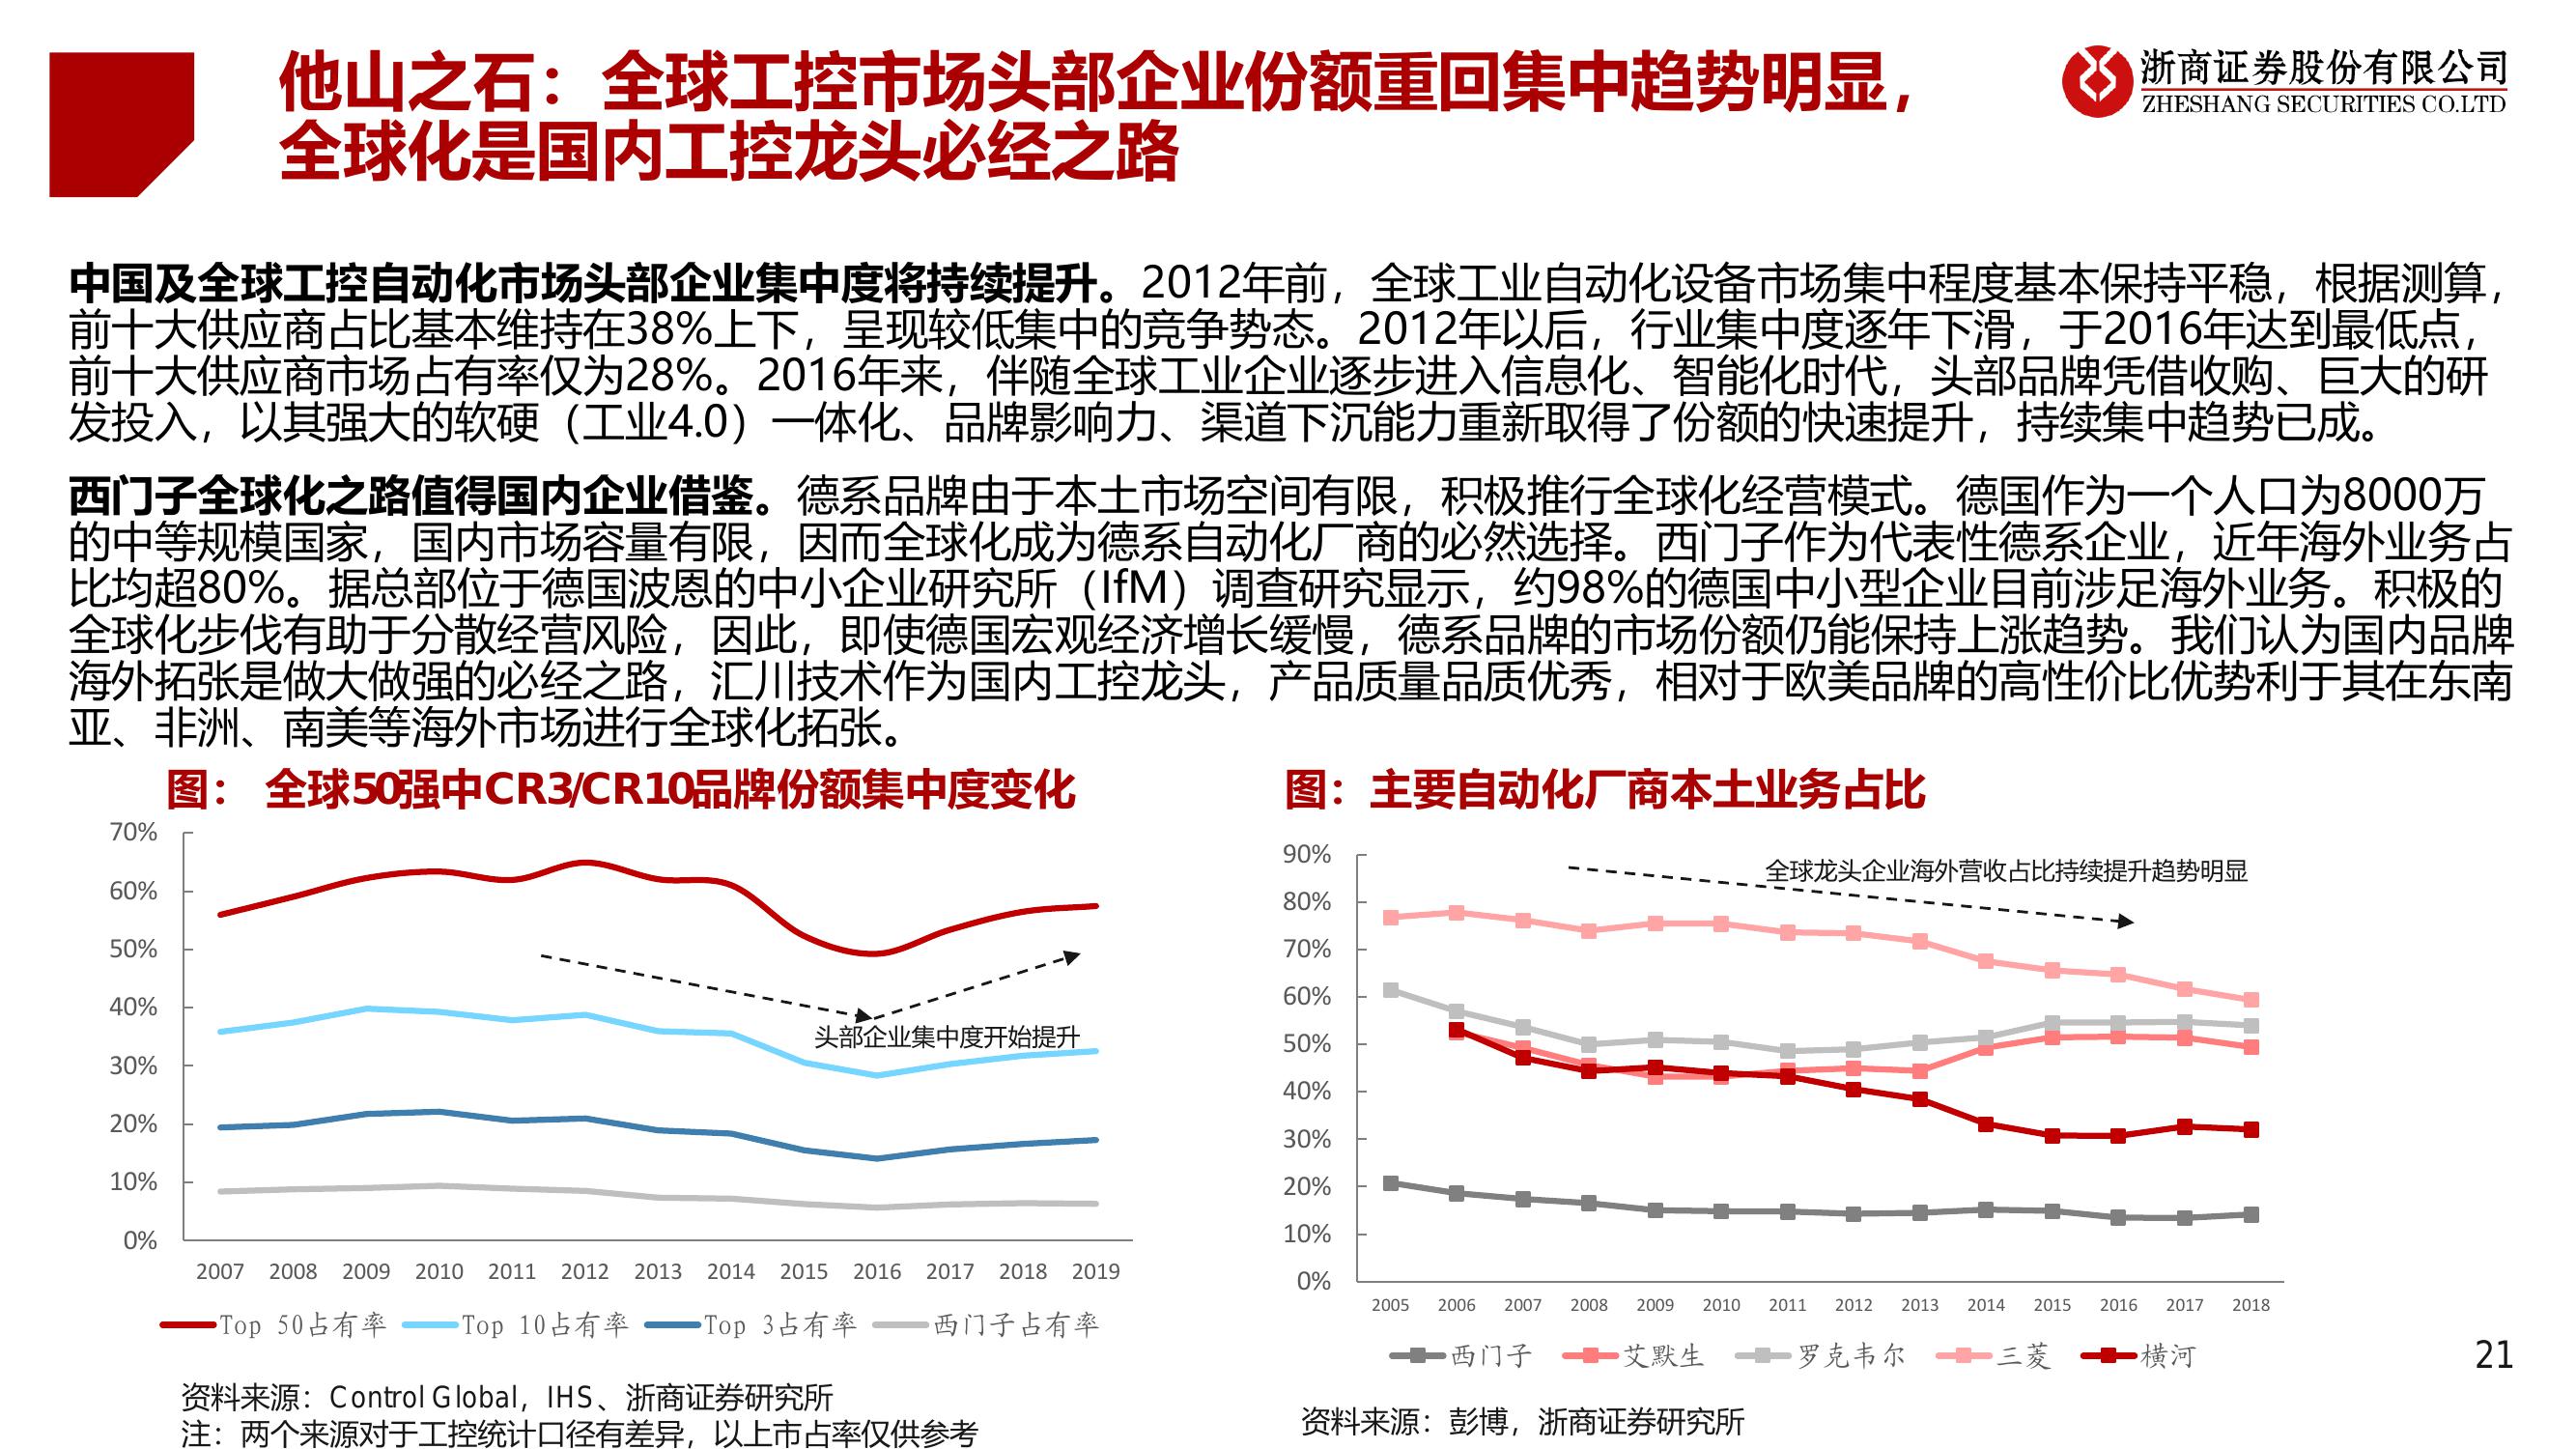 他山之石：全球工控市场头部企业份额重回集中趋势明显，
全球化是国内工控龙头必经之路
浙商证券股份有限公司
ZHESHANG SECURITIES CO.LTD
中国及全球工控自动化市场头部企业集中度将持续提升。2012年前，全球工业自动化设备市场集中程度基本保持平稳，根据测算，
前十大供应商占比基本维持在38%上下，呈现较低集中的竞争势态。2012年以后，行业集中度逐年下滑，于2016年达到最低点，
前十大供应商市场占有率仅为28%。2016年来，伴随全球工业企业逐步进入信息化、智能化时代，头部品牌凭借收购、巨大的研
发投入，以其强大的软硬（工业4.0）一体化、品牌影响力、渠道下沉能力重新取得了份额的快速提升，持续集中趋势已成。
西门子全球化之路值得国内企业借鉴。德系品牌由于本土市场空间有限，积极推行全球化经营模式。德国作为一个人口为8000万
的中等规模国家，国内市场容量有限，因而全球化成为德系自动化厂商的必然选择。西门子作为代表性德系企业，近年海外业务占
比均超80%。据总部位于德国波恩的中小企业研究所（IfM）调查研究显示，约98%的德国中小型企业目前涉足海外业务。积极的
全球化步伐有助于分散经营风险，因此，即使德国宏观经济增长缓慢，德系品牌的市场份额仍能保持上涨趋势。我们认为国内品牌
海外拓张是做大做强的必经之路，汇川技术作为国内工控龙头，产品质量品质优秀，相对于欧美品牌的高性价比优势利于其在东南
亚、非洲、南美等海外市场进行全球化拓张。
图： 全球50强中CR3/CR10品牌份额集中度变化
70%
60%
50%
40%
30%
20%
10%
0%
头部企业集中度开始提升
2007 2008 2009 2010 2011 2012 2013 2014 2015 2016 2017 2018 2019
Top 50占有率 Top 10占有率 Top 3占有率 西门子占有率
资料来源：Control Global，IHS、浙商证券研究所
注：两个来源对于工控统计口径有差异，以上市占率仅供参考
图：主要自动化厂商本土业务占比
90%
80%
70%
60%
50%
40%
30%
20%
10%
0%
全球龙头企业海外营收占比持续提升趋势明显
2005 2006 2007 2008 2009 2010 2011 2012 2013 2014 2015 2016 2017 2018
西门子 艾默生 罗克韦尔 三菱 横河
资料来源：彭博，浙商证券研究所
21